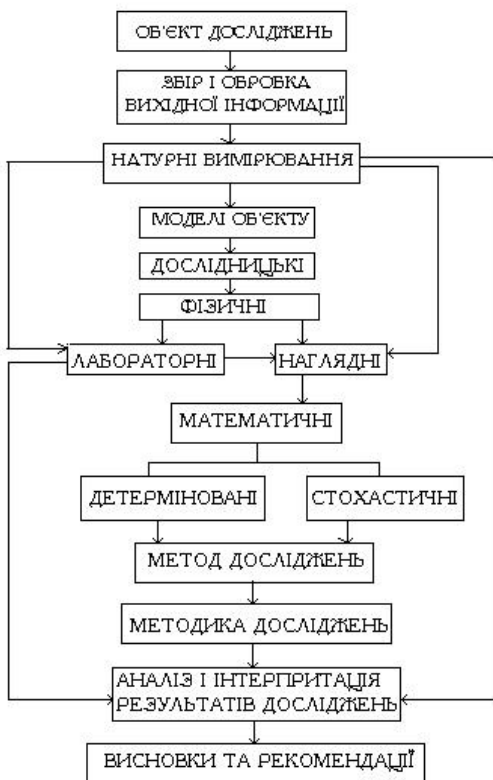 ОБ'ЄКТ ДОСЛІДЖЕНЬ
ЗБІР І ОБРОБКА
ВИХІДНОЇ ІНФОРМАЦІЇ
НАТУРНІ ВИМІРЮВАННЯ
МОДЕЛІ ОБ'ЄКТУ
ДОСЛІДНИЦЬКІ
ФІЗИЧНІ
ЛАБОРАТОРНІ
НАГЛЯДНІ
МАТЕМАТИЧНІ
ДЕТЕРМІНОВАНІ
СТОХАСТИЧНІ
МЕТОД ДОСЛІДЖЕНЬ
МЕТОДИКА ДОСЛІДЖЕНЬ
АНАЛІЗ І ІНТЕРПРИТАЦІЯ
РЕЗУЛЬТАТІВ ДОСЛІДЖЕНЬ
ВИСНОВКИ ТА РЕКОМЕНДАЦІЇ